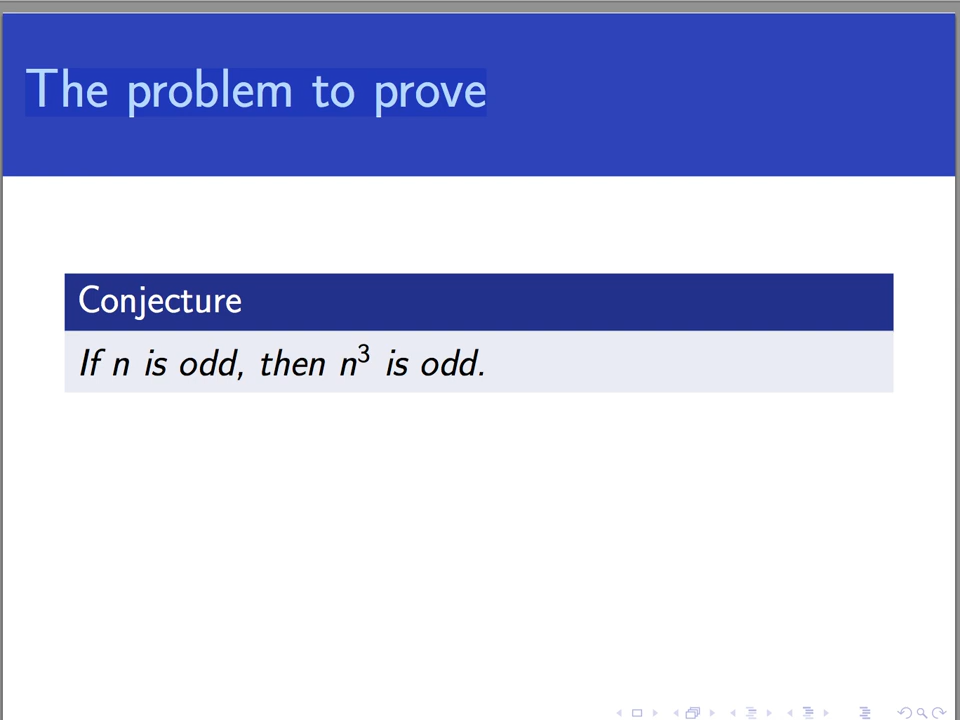 The problem to prove
Conjecture
If n is odd, then n³ is odd.